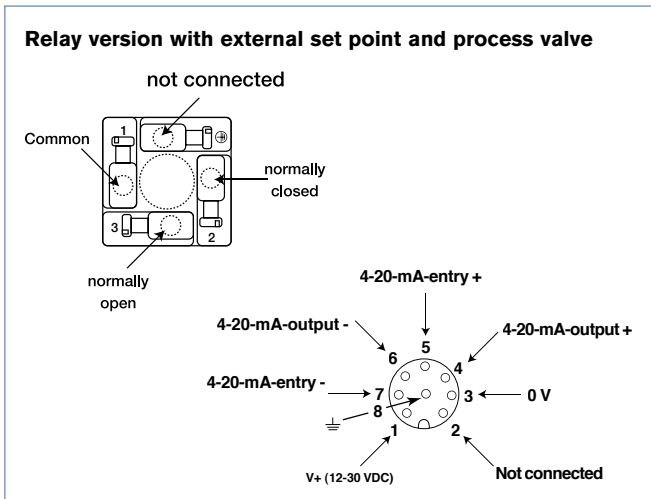 Relay version with external set point and process valve
not connected
Common
1
normally
closed
3
2
normally
open
4-20-mA-entry +
4-20-mA-output -
4-20-mA-output +
5
6
4
4-20-mA-entry -
7
3
0 V
8
1
2
V+ (12-30 VDC)
Not connected